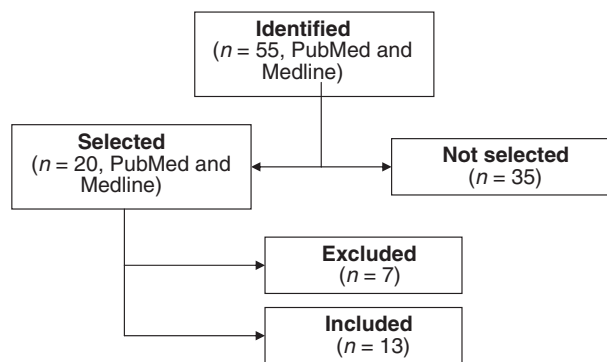 Identified
(n = 55, PubMed and
Medline)
Selected
(n = 20, PubMed and
Medline)
Not selected
(n = 35)
Excluded
(n = 7)
Included
(n = 13)